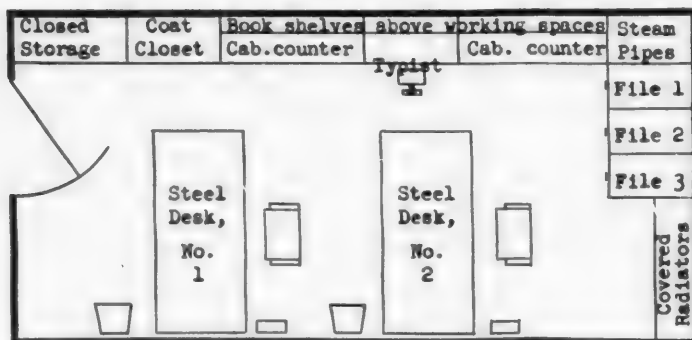 Closed Storage
Coat Closet
Book shelves above working spaces
Cab.counter
Cab. counter
Steam Pipes
Typist
File 1
File 2
File 3
Steel
Desk,
No.
1
Steel
Desk,
No.
2
Covered
Radiators